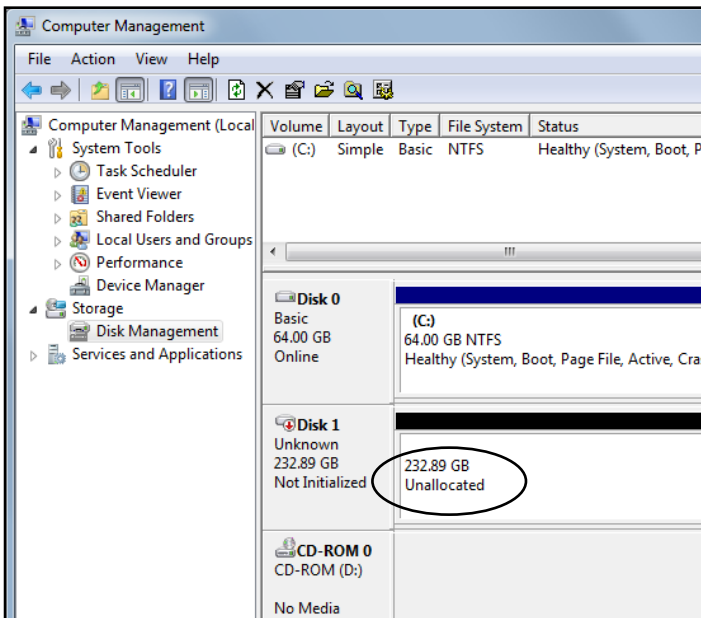 Computer Management
File Action View Help
Computer Management (Local
System Tools
Task Scheduler
Event Viewer
Shared Folders
Local Users and Groups
Performance
Device Manager
Storage
Disk Management
Services and Applications
Volume Layout Type File System Status
(C:) Simple Basic NTFS Healthy (System, Boot, P
Disk 0
Basic
64.00 GB
Online
(C:)
64.00 GB NTFS
Healthy (System, Boot, Page File, Active, Cra
Disk 1
Unknown
232.89 GB
Not Initialized
232.89 GB
Unallocated
CD-ROM 0
CD-ROM (D:)
No Media